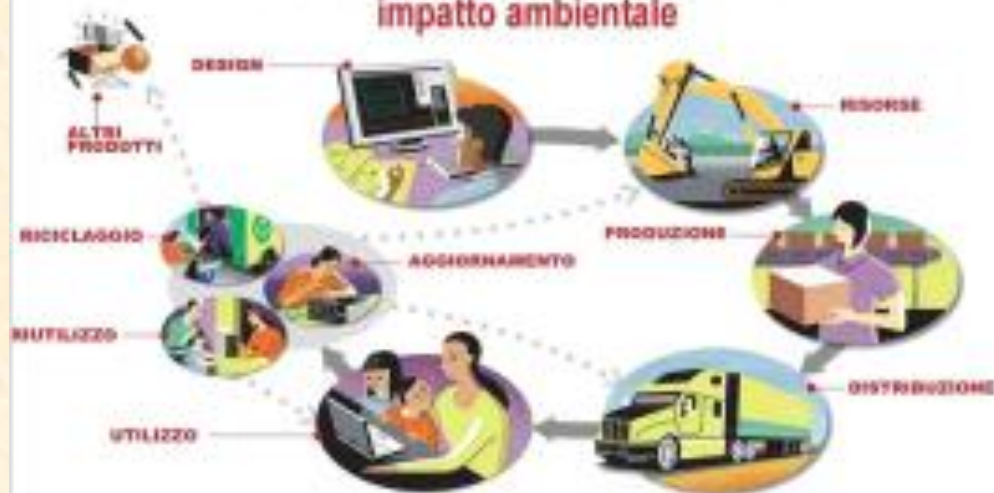 impatto ambientale
DESIGN
RISORSE
ALTRI
PRODOTTI
RICICLAGGIO
AGGIORNAMENTO
PRODUZIONE
RIUTILIZZO
DISTRIBUZIONE
UTILIZZO